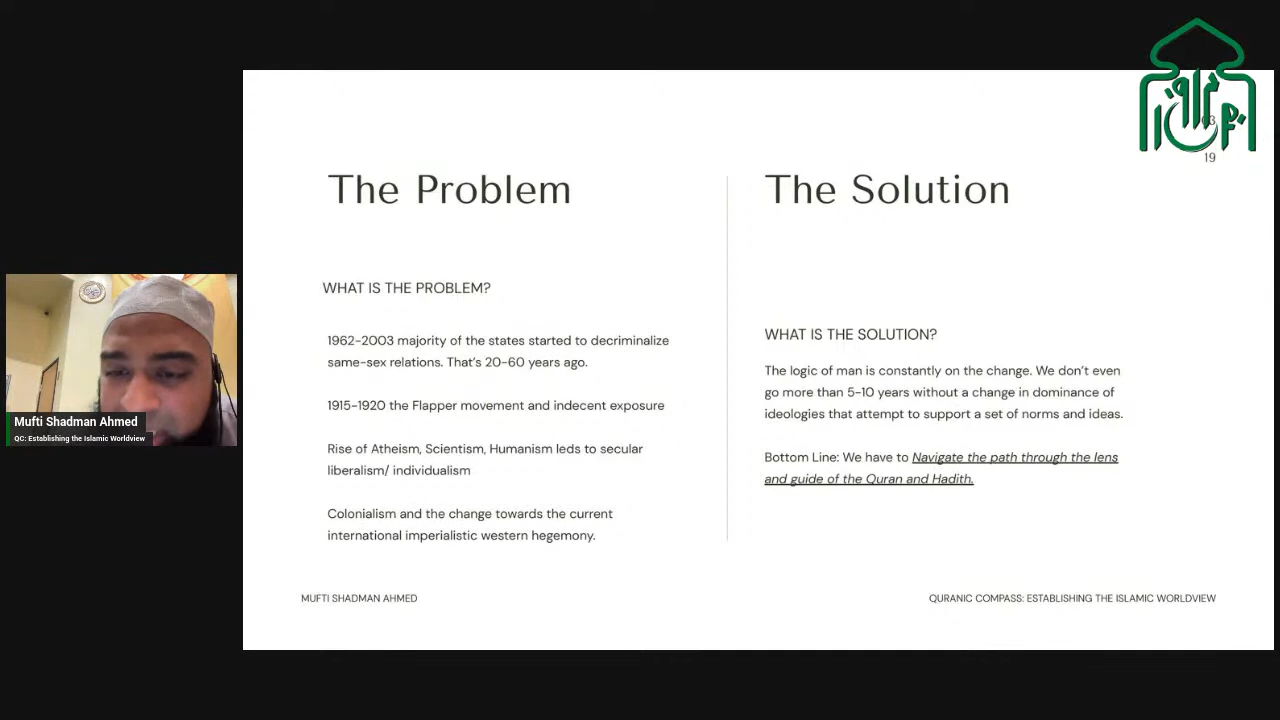 The Problem
WHAT IS THE PROBLEM?
1962-2003 majority of the states started to decriminalize
same-sex relations. That's 20-60 years ago.
1915-1920 the Flapper movement and indecent exposure
Rise of Atheism, Scientism, Humanism leds to secular
liberalism/ individualism
Colonialism and the change towards the current
international imperialistic western hegemony.
The Solution
WHAT IS THE SOLUTION?
The logic of man is constantly on the change. We don't even
go more than 5-10 years without a change in dominance of
ideologies that attempt to support a set of norms and ideas.
Bottom Line: We have to Navigate the path through the lens
and guide of the Quran and Hadith.
19
MUFTI SHADMAN AHMED
QURANIC COMPASS: ESTABLISHING THE ISLAMIC WORLDVIEW
Mufti Shadman Ahmed
QC: Establishing the Islamic Worldview